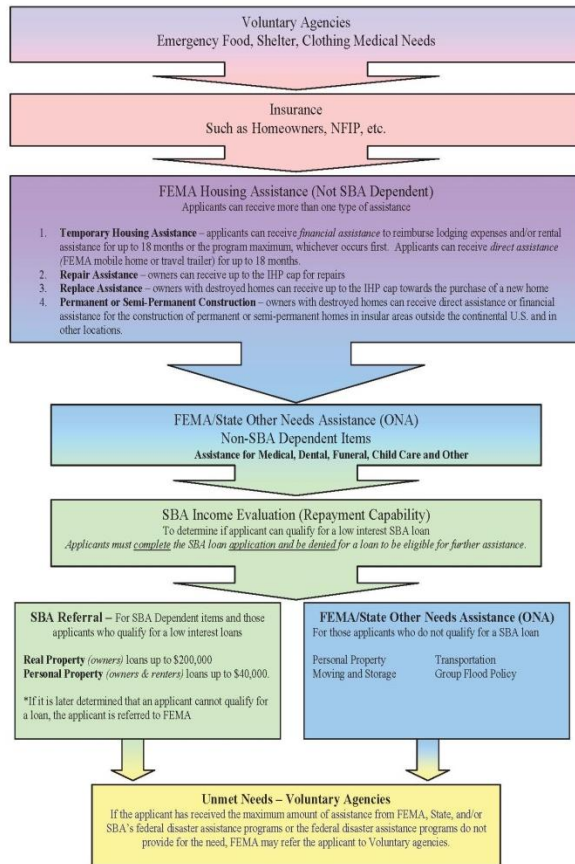 Voluntary Agencies
Emergency Food, Shelter, Clothing Medical Needs
Insurance
Such as Homeowners, NFIP, etc.
FEMA Housing Assistance (Not SBA Dependent)
Applicants can receive more than one type of assistance
1. Temporary Housing Assistance – applicants can receive financial assistance to reimburse lodging expenses and/or rental
assistance for up to 18 months or the program maximum, whichever occurs first. Applicants can receive direct assistance
(FEMA mobile home or travel trailer) for up to 18 months.
2. Repair Assistance – owners can receive up to the IHP cap for repairs
3. Replace Assistance – owners with destroyed homes can receive up to the IHP cap towards the purchase of a new home
4. Permanent or Semi-Permanent Construction – owners with destroyed homes can receive direct assistance or financial
assistance for the construction of permanent or semi-permanent homes in insular areas outside the continental U.S. and in
other locations.
FEMA/State Other Needs Assistance (ONA)
Non-SBA Dependent Items
Assistance for Medical, Dental, Funeral, Child Care and Other
SBA Income Evaluation (Repayment Capability)
To determine if applicant can qualify for a low interest SBA loan
Applicants must complete the SBA loan application and be denied for a loan to be eligible for further assistance.
SBA Referral – For SBA Dependent items and those
applicants who qualify for a low interest loans
Real Property (owners) loans up to $200,000
Personal Property (owners & renters) loans up to $40,000.
*If it is later determined that an applicant cannot qualify for
a loan, the applicant is referred to FEMA
FEMA/State Other Needs Assistance (ONA)
For those applicants who do not qualify for a SBA loan
Personal Property Transportation
Moving and Storage Group Flood Policy
Unmet Needs – Voluntary Agencies
If the applicant has received the maximum amount of assistance from FEMA, State, and/or
SBA's federal disaster assistance programs or the federal disaster assistance programs do not
provide for the need, FEMA may refer the applicant to Voluntary agencies.